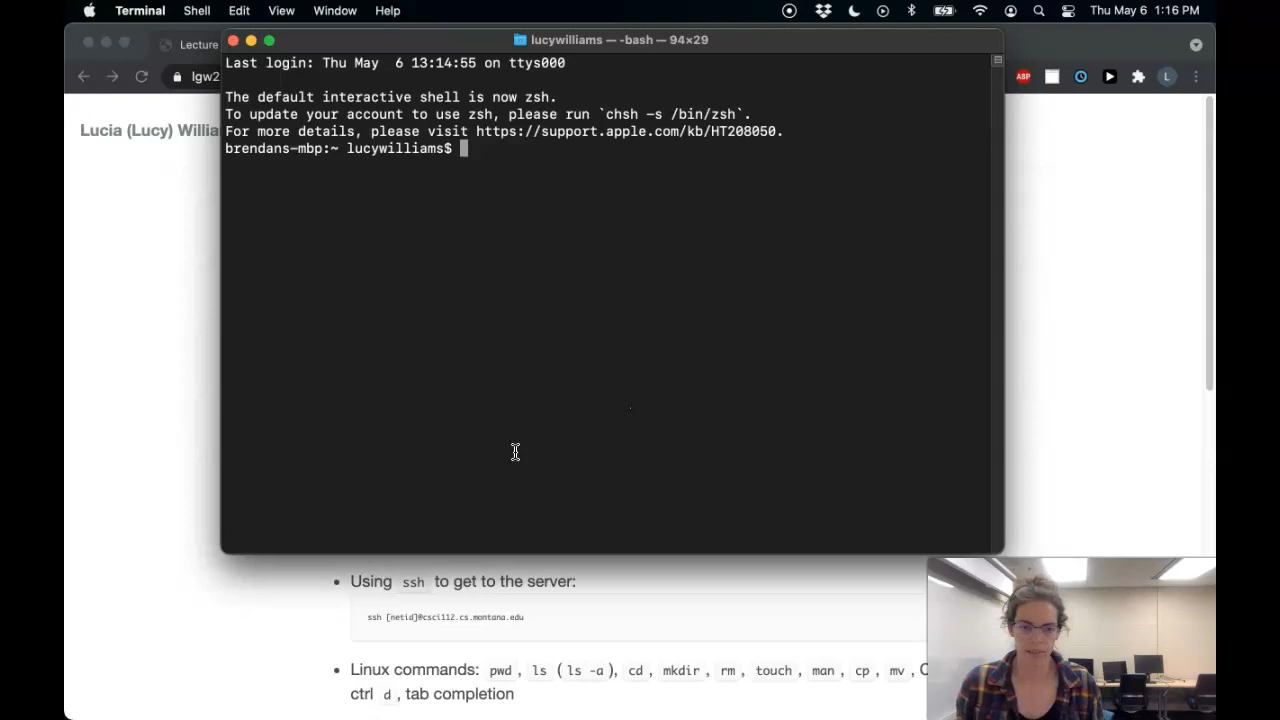 Terminal Shell Edit View Window Help Thu May 6 1:16 PM
Lecture
lucywilliams — -bash — 94×29
lgw2
ABP
L
Lucia (Lucy) Willia
Last login: Thu May  6 13:14:55 on ttys000
The default interactive shell is now zsh.
To update your account to use zsh, please run `chsh -s /bin/zsh`.
For more details, please visit https://support.apple.com/kb/HT208050.
brendans-mbp:~ lucywilliams$
Using ssh to get to the server:
ssh [netid]@csci112.cs.montana.edu
Linux commands: pwd, ls (ls -a), cd, mkdir, rm, touch, man, cp, mv,
ctrl d, tab completion